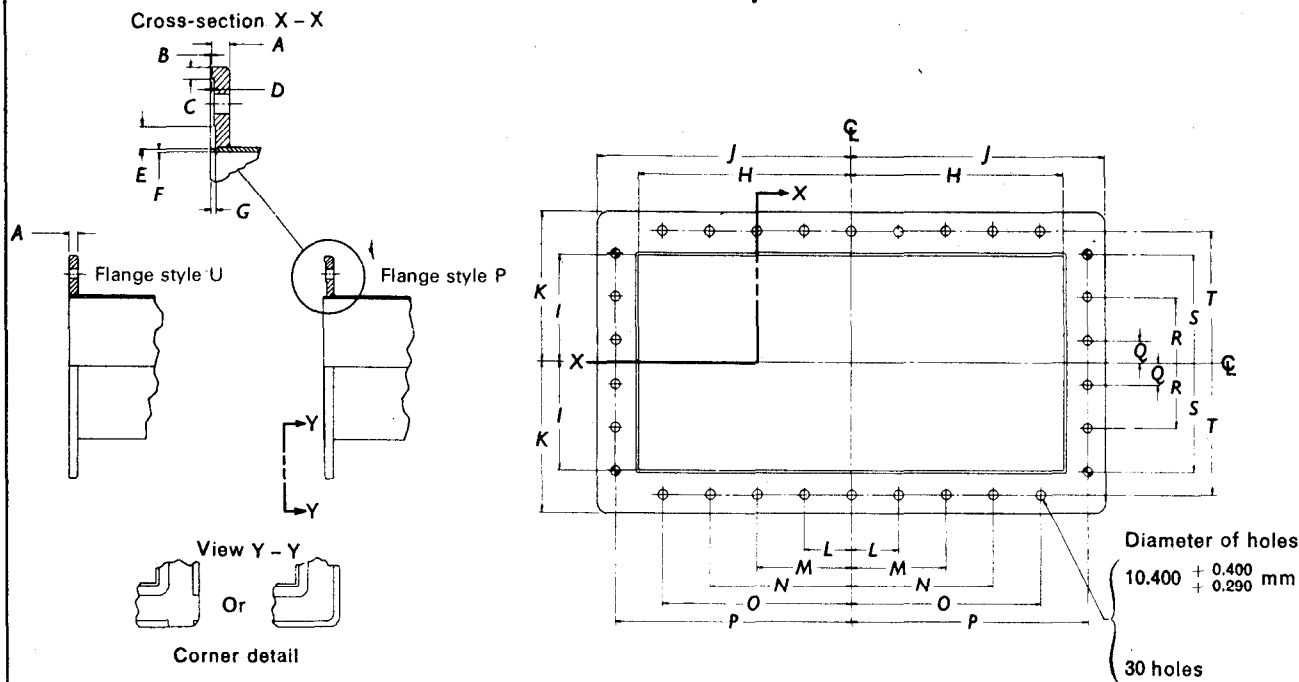 Cross-section X – X
B
A
C
D
E
F
G
A
Flange style U
Flange style P
Y
Y
View Y – Y
Or
Corner detail
℄
J
J
H
H
X
K
I
X
I
K
T
S
R
Q
℄
Q
R
S
T
L
L
M
M
N
N
O
O
P
P
Diameter of holes
10.400 + 0.400 + 0.290 mm
30 holes